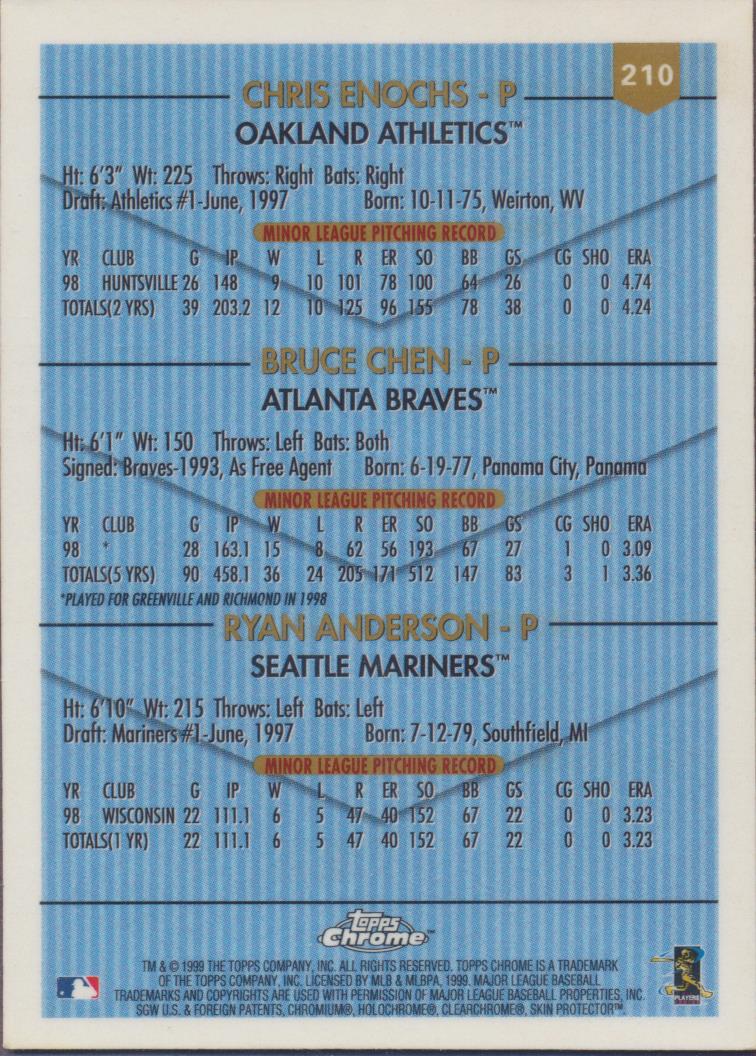 210
CHRIS ENOCHS - P
OAKLAND ATHLETICS™
Ht: 6'3" Wt: 225 Throws: Right Bats: Right
Draft: Athletics #1-June, 1997 Born: 10-11-75, Weirton, WV
MINOR LEAGUE PITCHING RECORD
YR CLUB G IP W L R ER SO BB GS CG SHO ERA
98 HUNTSVILLE 26 148 9 10 101 78 100 64 26 0 0 4.74
TOTALS(2 YRS) 39 203.2 12 10 125 96 155 78 38 0 0 4.24
BRUCE CHEN - P
ATLANTA BRAVES™
Ht: 6'1" Wt: 150 Throws: Left Bats: Both
Signed: Braves-1993, As Free Agent Born: 6-19-77, Panama City, Panama
MINOR LEAGUE PITCHING RECORD
YR CLUB G IP W L R ER SO BB GS CG SHO ERA
98 * 28 163.1 15 8 62 56 193 67 27 1 0 3.09
TOTALS(5 YRS) 90 458.1 36 24 205 171 512 147 83 3 1 3.36
*PLAYED FOR GREENVILLE AND RICHMOND IN 1998
RYAN ANDERSON - P
SEATTLE MARINERS™
Ht: 6'10" Wt: 215 Throws: Left Bats: Left
Draft: Mariners #1-June, 1997 Born: 7-12-79, Southfield, MI
MINOR LEAGUE PITCHING RECORD
YR CLUB G IP W L R ER SO BB GS CG SHO ERA
98 WISCONSIN 22 111.1 6 5 47 40 152 67 22 0 0 3.23
TOTALS(1 YR) 22 111.1 6 5 47 40 152 67 22 0 0 3.23
Topps
Chrome™
TM & © 1999 THE TOPPS COMPANY, INC. ALL RIGHTS RESERVED. TOPPS CHROME IS A TRADEMARK
OF THE TOPPS COMPANY, INC. LICENSED BY MLB & MLBPA, 1999. MAJOR LEAGUE BASEBALL
TRADEMARKS AND COPYRIGHTS ARE USED WITH PERMISSION OF MAJOR LEAGUE BASEBALL PROPERTIES, INC.
SGW U.S. & FOREIGN PATENTS, CHROMIUM®, HOLOCHROME®, CLEARCHROME®, SKIN PROTECTOR™.
PLAYERS